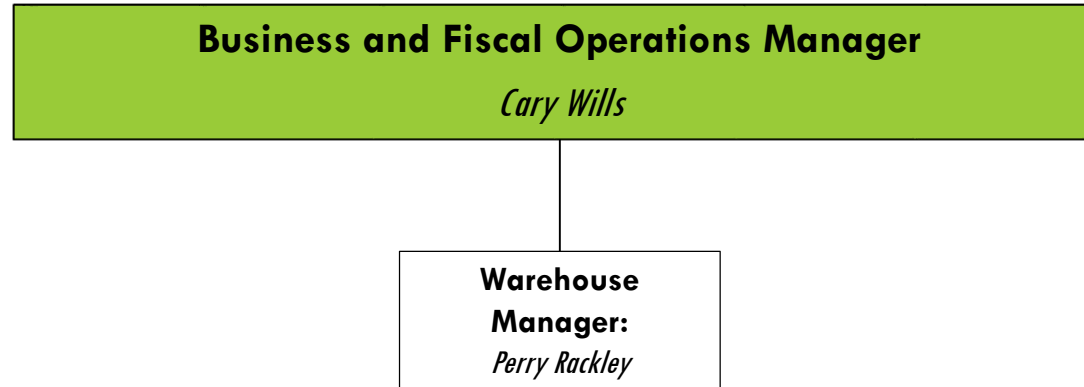 Business and Fiscal Operations Manager
Cary Wills
Warehouse
Manager:
Perry Rackley